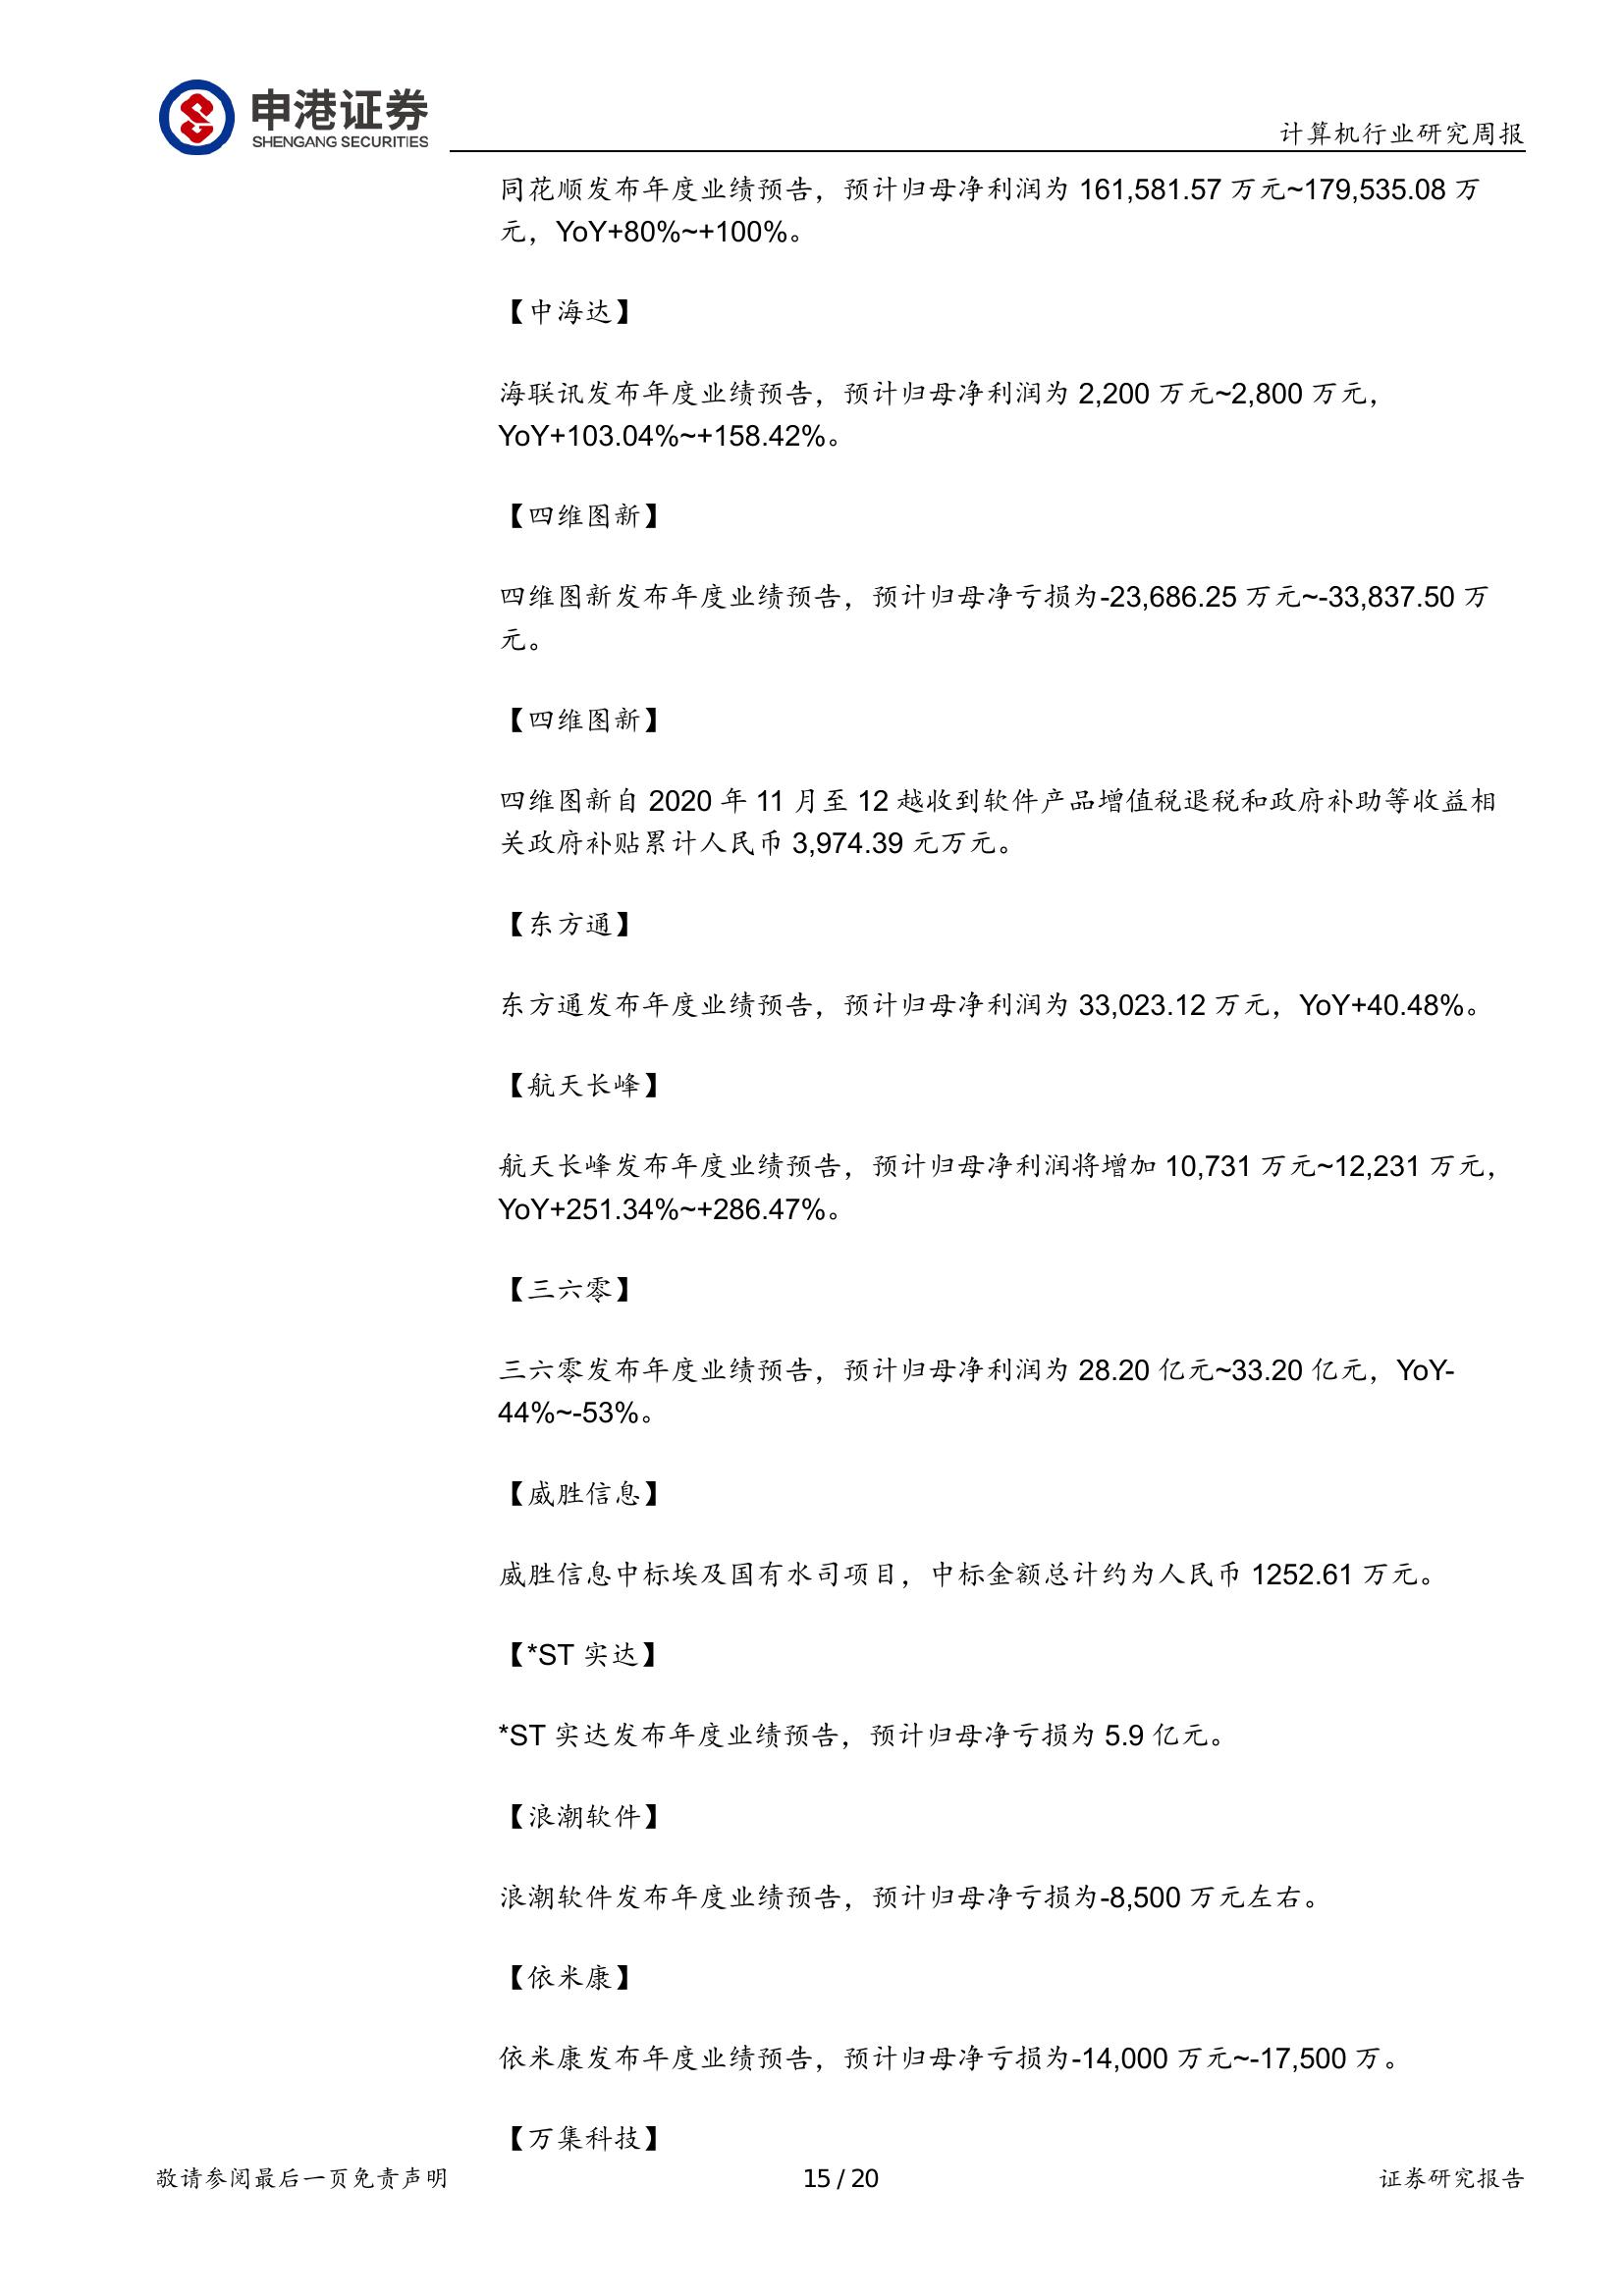 申港证券
SHENGANG SECURITIES
计算机行业研究周报
同花顺发布年度业绩预告，预计归母净利润为 161,581.57 万元~179,535.08 万
元，YoY+80%~+100%。
【中海达】
海联讯发布年度业绩预告，预计归母净利润为 2,200 万元~2,800 万元，
YoY+103.04%~+158.42%。
【四维图新】
四维图新发布年度业绩预告，预计归母净亏损为-23,686.25 万元~-33,837.50 万
元。
【四维图新】
四维图新自 2020 年 11 月至 12 越收到软件产品增值税退税和政府补助等收益相
关政府补贴累计人民币 3,974.39 元万元。
【东方通】
东方通发布年度业绩预告，预计归母净利润为 33,023.12 万元，YoY+40.48%。
【航天长峰】
航天长峰发布年度业绩预告，预计归母净利润将增加 10,731 万元~12,231 万元，
YoY+251.34%~+286.47%。
【三六零】
三六零发布年度业绩预告，预计归母净利润为 28.20 亿元~33.20 亿元，YoY-
44%~-53%。
【威胜信息】
威胜信息中标埃及国有水司项目，中标金额总计约为人民币 1252.61 万元。
【*ST 实达】
*ST 实达发布年度业绩预告，预计归母净亏损为 5.9 亿元。
【浪潮软件】
浪潮软件发布年度业绩预告，预计归母净亏损为-8,500 万元左右。
【依米康】
依米康发布年度业绩预告，预计归母净亏损为-14,000 万元~-17,500 万。
【万集科技】
敬请参阅最后一页免责声明
15 / 20
证券研究报告